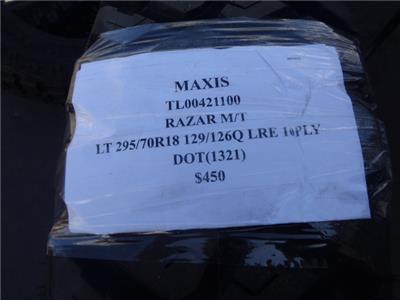 MAXIS
TL00421100
RAZAR M/T
LT 295/70R18 129/126Q LRE 10PLY
DOT(1321)
$450